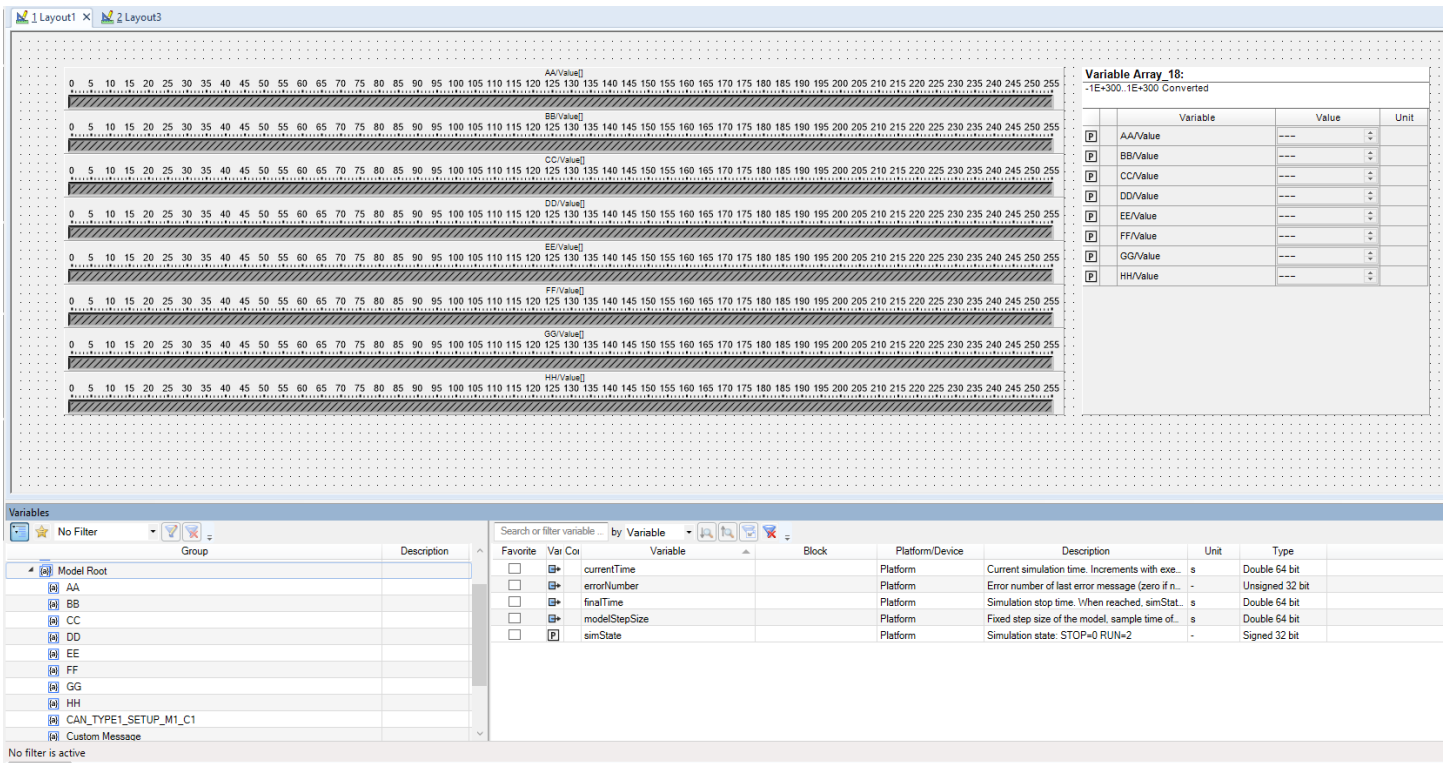 1 Layout1 × 2 Layout3
AA/Value[]
0 5 10 15 20 25 30 35 40 45 50 55 60 65 70 75 80 85 90 95 100 105 110 115 120 125 130 135 140 145 150 155 160 165 170 175 180 185 190 195 200 205 210 215 220 225 230 235 240 245 250 255
BB/Value[]
0 5 10 15 20 25 30 35 40 45 50 55 60 65 70 75 80 85 90 95 100 105 110 115 120 125 130 135 140 145 150 155 160 165 170 175 180 185 190 195 200 205 210 215 220 225 230 235 240 245 250 255
CC/Value[]
0 5 10 15 20 25 30 35 40 45 50 55 60 65 70 75 80 85 90 95 100 105 110 115 120 125 130 135 140 145 150 155 160 165 170 175 180 185 190 195 200 205 210 215 220 225 230 235 240 245 250 255
DD/Value[]
0 5 10 15 20 25 30 35 40 45 50 55 60 65 70 75 80 85 90 95 100 105 110 115 120 125 130 135 140 145 150 155 160 165 170 175 180 185 190 195 200 205 210 215 220 225 230 235 240 245 250 255
EE/Value[]
0 5 10 15 20 25 30 35 40 45 50 55 60 65 70 75 80 85 90 95 100 105 110 115 120 125 130 135 140 145 150 155 160 165 170 175 180 185 190 195 200 205 210 215 220 225 230 235 240 245 250 255
FF/Value[]
0 5 10 15 20 25 30 35 40 45 50 55 60 65 70 75 80 85 90 95 100 105 110 115 120 125 130 135 140 145 150 155 160 165 170 175 180 185 190 195 200 205 210 215 220 225 230 235 240 245 250 255
GG/Value[]
0 5 10 15 20 25 30 35 40 45 50 55 60 65 70 75 80 85 90 95 100 105 110 115 120 125 130 135 140 145 150 155 160 165 170 175 180 185 190 195 200 205 210 215 220 225 230 235 240 245 250 255
HH/Value[]
0 5 10 15 20 25 30 35 40 45 50 55 60 65 70 75 80 85 90 95 100 105 110 115 120 125 130 135 140 145 150 155 160 165 170 175 180 185 190 195 200 205 210 215 220 225 230 235 240 245 250 255
Variable Array_18:
-1E+300..1E+300 Converted
Variable Value Unit
P AA/Value ---
P BB/Value ---
P CC/Value ---
P DD/Value ---
P EE/Value ---
P FF/Value ---
P GG/Value ---
P HH/Value ---
Variables
No Filter
Group Description
Model Root
AA
BB
CC
DD
EE
FF
GG
HH
CAN_TYPE1_SETUP_M1_C1
Custom Message
Search or filter variable ... by Variable
Favorite Var Cor Variable Block Platform/Device Description Unit Type
currentTime Platform Current simulation time. Increments with exe... s Double 64 bit
errorNumber Platform Error number of last error message (zero if n... - Unsigned 32 bit
finalTime Platform Simulation stop time. When reached, simStat... s Double 64 bit
modelStepSize Platform Fixed step size of the model, sample time of... s Double 64 bit
P simState Platform Simulation state: STOP=0 RUN=2 - Signed 32 bit
No filter is active